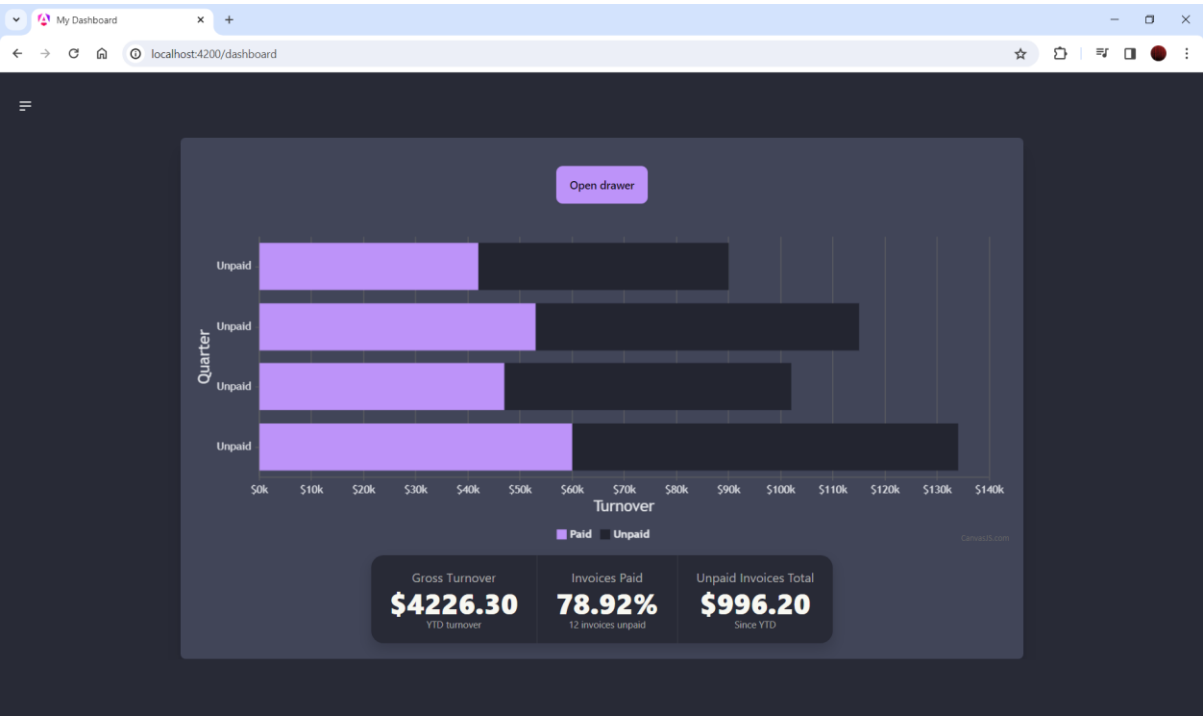 My Dashboard
localhost:4200/dashboard
Open drawer
Quarter
Unpaid
Unpaid
Unpaid
Unpaid
$0k $10k $20k $30k $40k $50k $60k $70k $80k $90k $100k $110k $120k $130k $140k
Turnover
Paid Unpaid
CanvasJS.com
Gross Turnover
$4226.30
YTD turnover
Invoices Paid
78.92%
12 invoices unpaid
Unpaid Invoices Total
$996.20
Since YTD